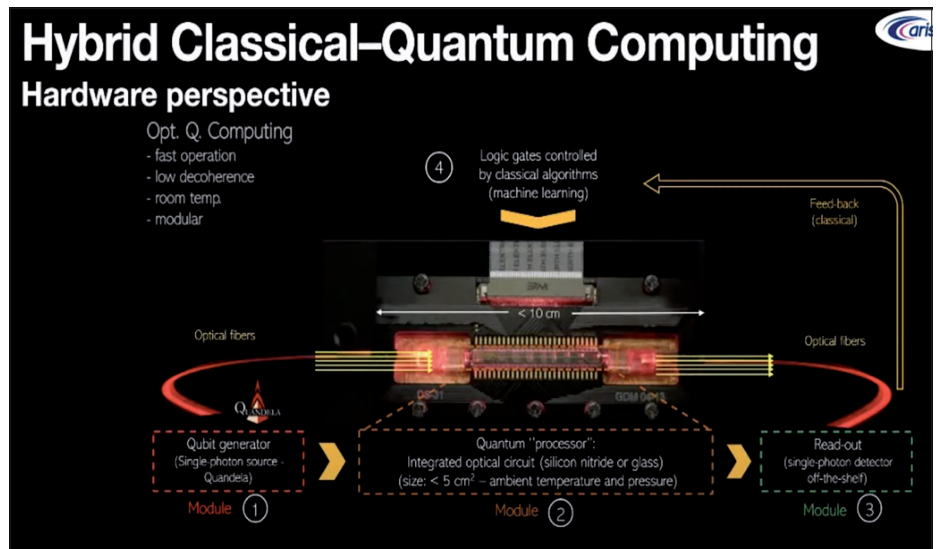 Hybrid Classical–Quantum Computing
aris
Hardware perspective
Opt. Q. Computing
- fast operation
- low decoherence
- room temp.
- modular
4
Logic gates controlled
by classical algorithms
(machine learning)
Feed-back
(classical)
< 10 cm
Optical fibers
Optical fibers
QUANDELA
Qubit generator
(Single-photon source -
Quandela)
Module 1
Quantum "processor":
Integrated optical circuit (silicon nitride or glass)
(size: < 5 cm² – ambient temperature and pressure)
Module 2
Read-out
(single-photon detector
off-the-shelf)
Module 3